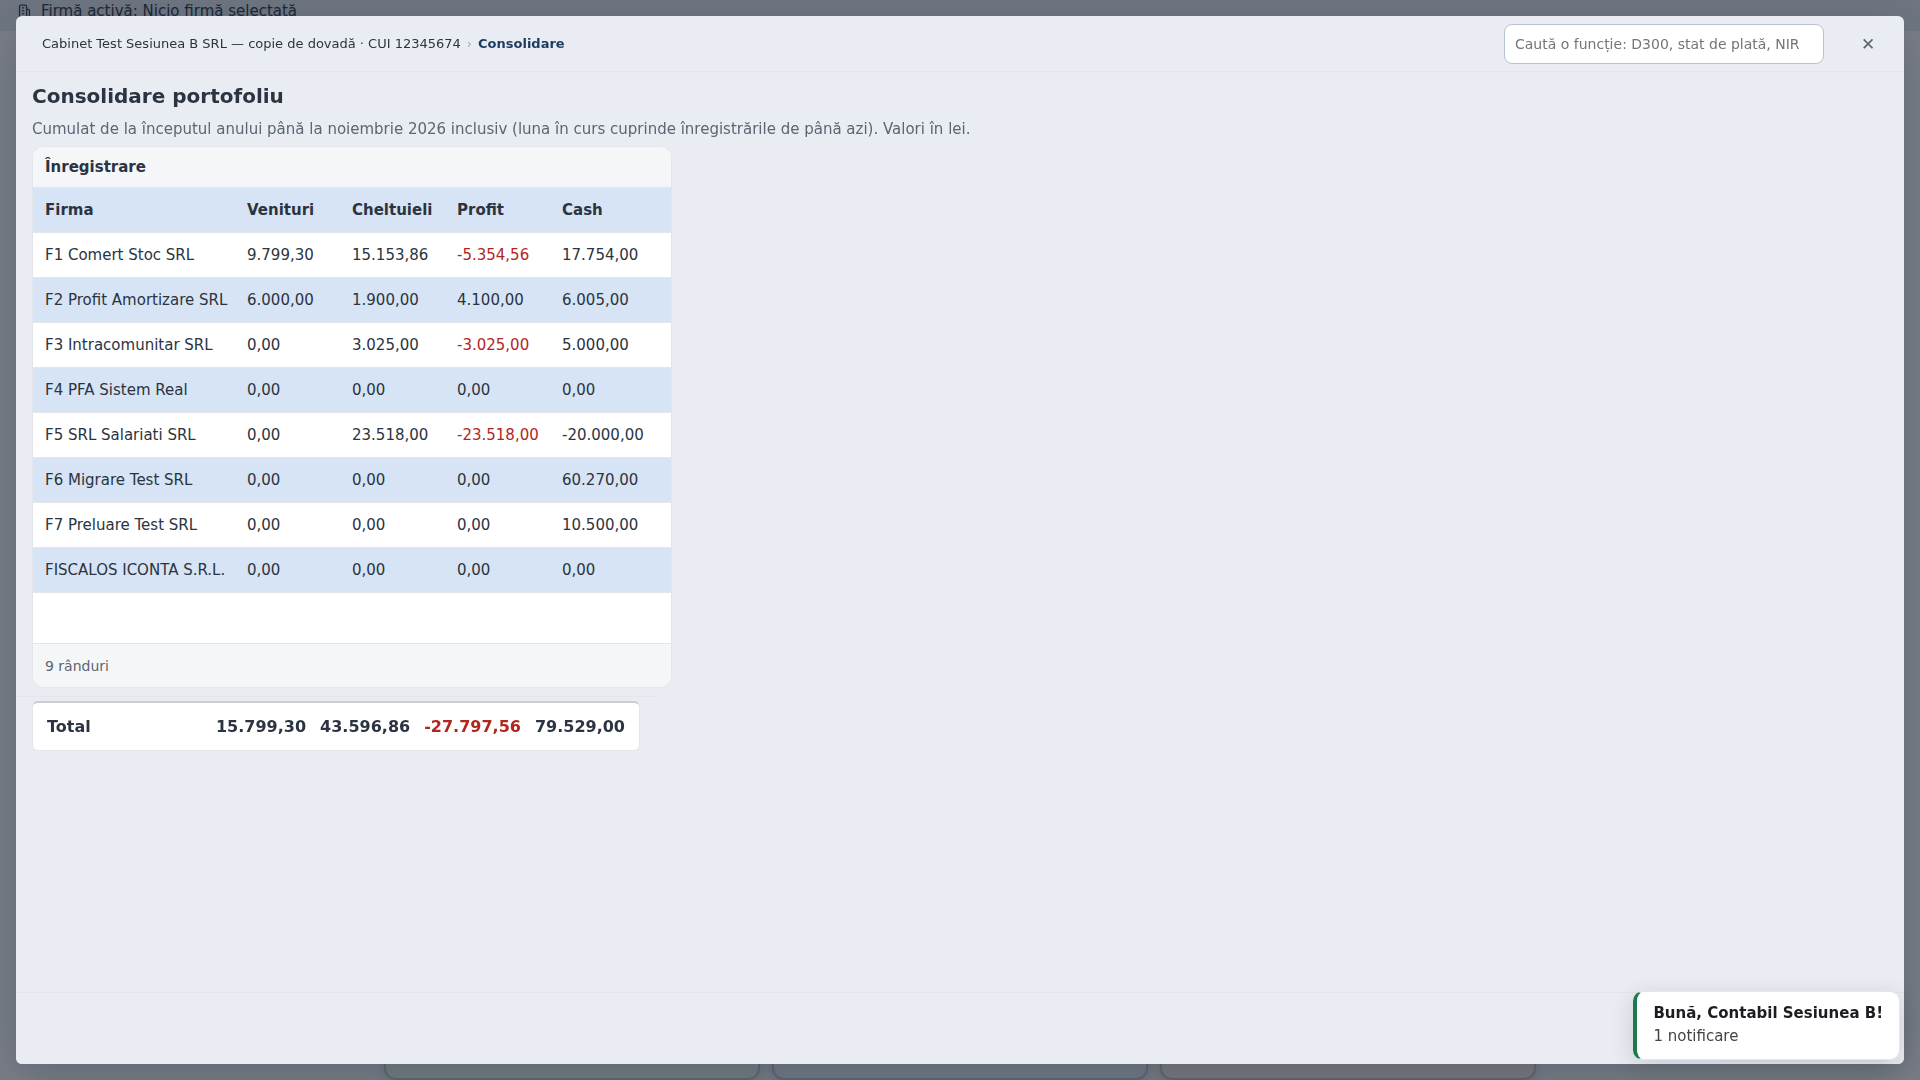 Firmă activă: Nicio firmă selectată
Cabinet Test Sesiunea B SRL — copie de dovadă · CUI 12345674 › Consolidare
Caută o funcție: D300, stat de plată, NIR
✕
Consolidare portofoliu
Cumulat de la începutul anului până la noiembrie 2026 inclusiv (luna în curs cuprinde înregistrările de până azi). Valori în lei.
Înregistrare
Firma Venituri Cheltuieli Profit Cash
F1 Comert Stoc SRL 9.799,30 15.153,86 -5.354,56 17.754,00
F2 Profit Amortizare SRL 6.000,00 1.900,00 4.100,00 6.005,00
F3 Intracomunitar SRL 0,00 3.025,00 -3.025,00 5.000,00
F4 PFA Sistem Real 0,00 0,00 0,00 0,00
F5 SRL Salariati SRL 0,00 23.518,00 -23.518,00 -20.000,00
F6 Migrare Test SRL 0,00 0,00 0,00 60.270,00
F7 Preluare Test SRL 0,00 0,00 0,00 10.500,00
FISCALOS ICONTA S.R.L. 0,00 0,00 0,00 0,00
9 rânduri
Total 15.799,30 43.596,86 -27.797,56 79.529,00
Bună, Contabil Sesiunea B!
1 notificare